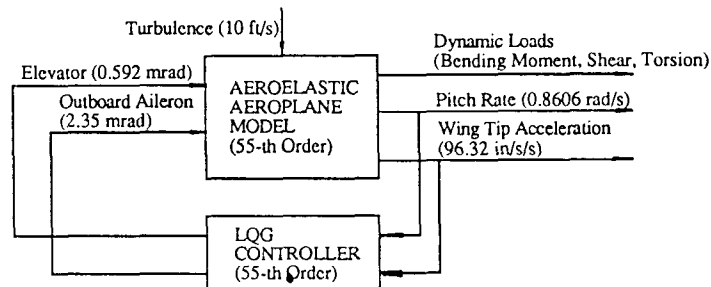 Turbulence (10 ft/s)
Dynamic Loads
(Bending Moment, Shear, Torsion)
Elevator (0.592 mrad)
AEROELASTIC
AEROPLANE
MODEL
(55-th Order)
Outboard Aileron
(2.35 mrad)
Pitch Rate (0.8606 rad/s)
Wing Tip Acceleration
(96.32 in/s/s)
LQG
CONTROLLER
(55-th Order)